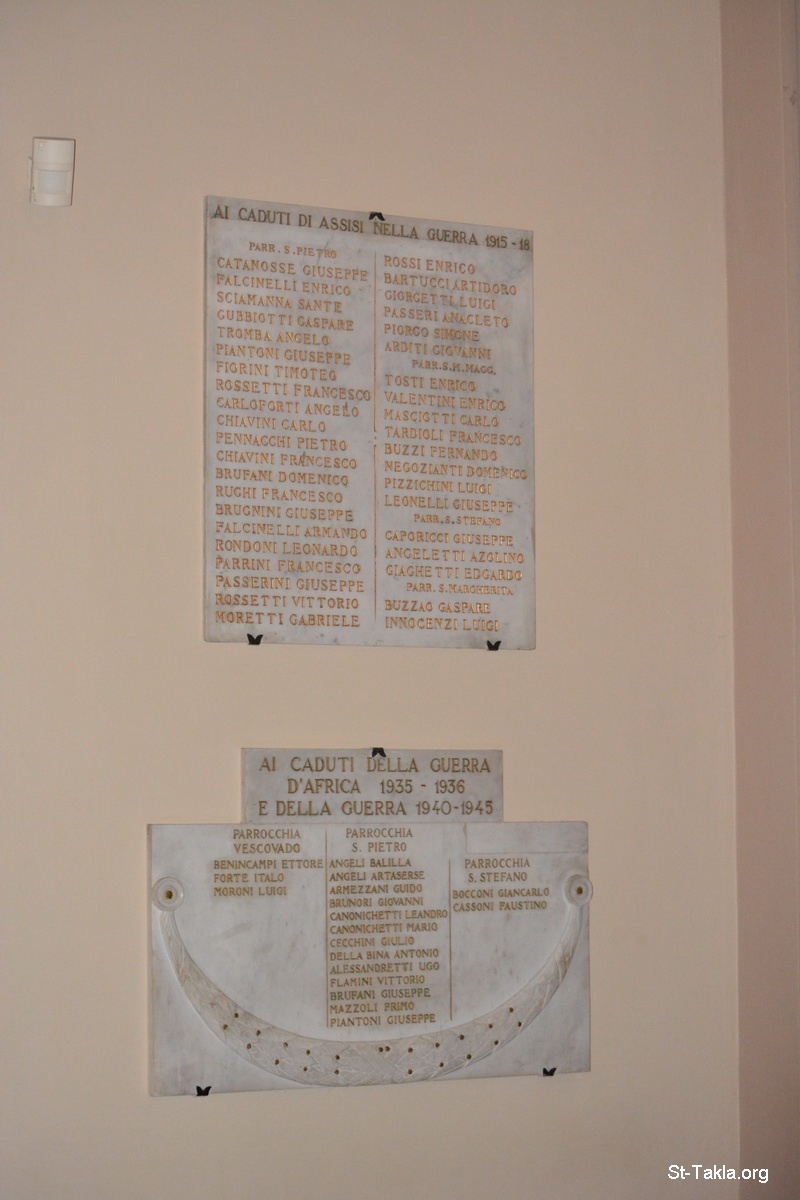 AI CADUTI DI ASSISI NELLA GUERRA 1915-18
PARR. S. PIETRO
CATANOSSE GIUSEPPE
FALCINELLI ENRICO
SCIAMANNA SANTE
GUBBIOTTI GASPARE
TROMBA ANGELO
PIANTONI GIUSEPPE
FIORINI TIMOTEO
ROSSETTI FRANCESCO
CARLOFORTI ANGELO
CHIAVINI CARLO
PENNACCHI PIETRO
CHIAVINI FRANCESCO
BRUFANI DOMENICO
RUGHI FRANCESCO
BRUGNINI GIUSEPPE
FALCINELLI ARMANDO
RONDONI LEONARDO
PARRINI FRANCESCO
PASSERINI GIUSEPPE
ROSSETTI VITTORIO
MORETTI GABRIELE
ROSSI ENRICO
BARTUCCI ARTIDORO
GIORGETTI LUIGI
PASSERI ANACLETO
PIORCO SIMONE
ARDITI GIOVANNI
PARR. S. M. MAGG.
TOSTI ENRICO
VALENTINI ENRICO
MASCIOTTI CARLO
TARDIOLI FRANCESCO
BUZZI FERNANDO
NEGOZIANTI DOMENICO
PIZZICHINI LUIGI
LEONELLI GIUSEPPE
PARR. S. STEFANO
CAPORICCI GIUSEPPE
ANGELETTI AZOLINO
GIAGHETTI EDGARDO
PARR. S. MARGHERITA
BUZZAO GASPARE
INNOCENZI LUIGI
AI CADUTI DELLA GUERRA
D'AFRICA 1935 - 1936
E DELLA GUERRA 1940-1945
PARROCCHIA
VESCOVADO
BENINCAMPI ETTORE
FORTE ITALO
MORONI LUIGI
PARROCCHIA
S. PIETRO
ANGELI BALILLA
ANGELI ARTASERSE
ARMEZZANI GUIDO
BRUNORI GIOVANNI
CANONICHETTI LEANDRO
CANONICHETTI MARIO
CECCHINI GIULIO
DELLA BINA ANTONIO
ALESSANDRETTI UGO
FLAMINI VITTORIO
BRUFANI GIUSEPPE
MAZZOLI PRIMO
PIANTONI GIUSEPPE
PARROCCHIA
S. STEFANO
BOCCONI GIANCARLO
CASSONI FAUSTINO
St-Takla.org